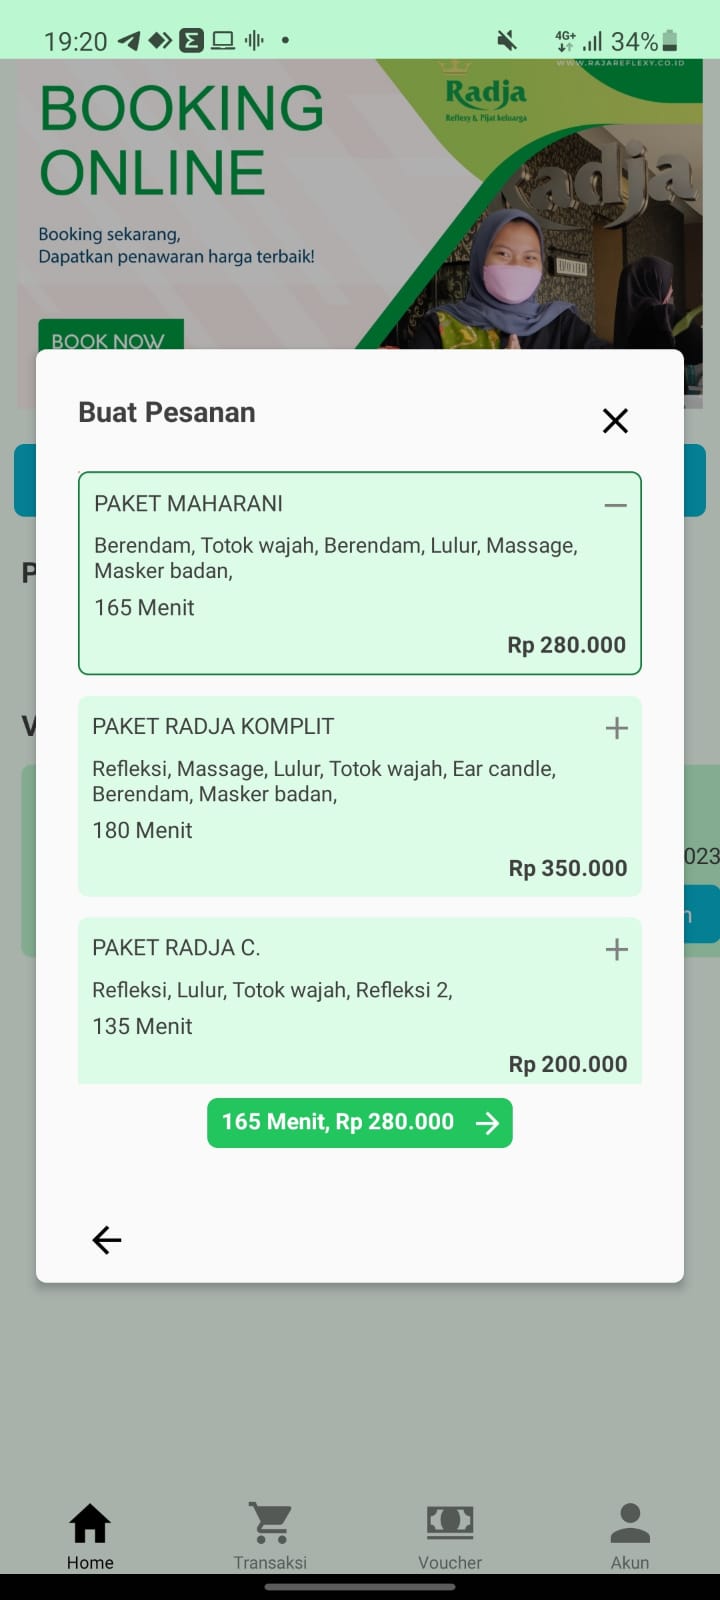 19:20
4G+
34%
WWW.RAJAREFLEXY.CO.ID
BOOKING
ONLINE
Radja
Reflexy & Pijat keluarga
Radja
Booking sekarang,
Dapatkan penawaran harga terbaik!
BOOK NOW
Buat Pesanan
PAKET MAHARANI
Berendam, Totok wajah, Berendam, Lulur, Massage,
Masker badan,
165 Menit
Rp 280.000
P
PAKET RADJA KOMPLIT
Refleksi, Massage, Lulur, Totok wajah, Ear candle,
Berendam, Masker badan,
180 Menit
Rp 350.000
V
023
PAKET RADJA C.
Refleksi, Lulur, Totok wajah, Refleksi 2,
135 Menit
Rp 200.000
165 Menit, Rp 280.000
Home
Transaksi
Voucher
Akun